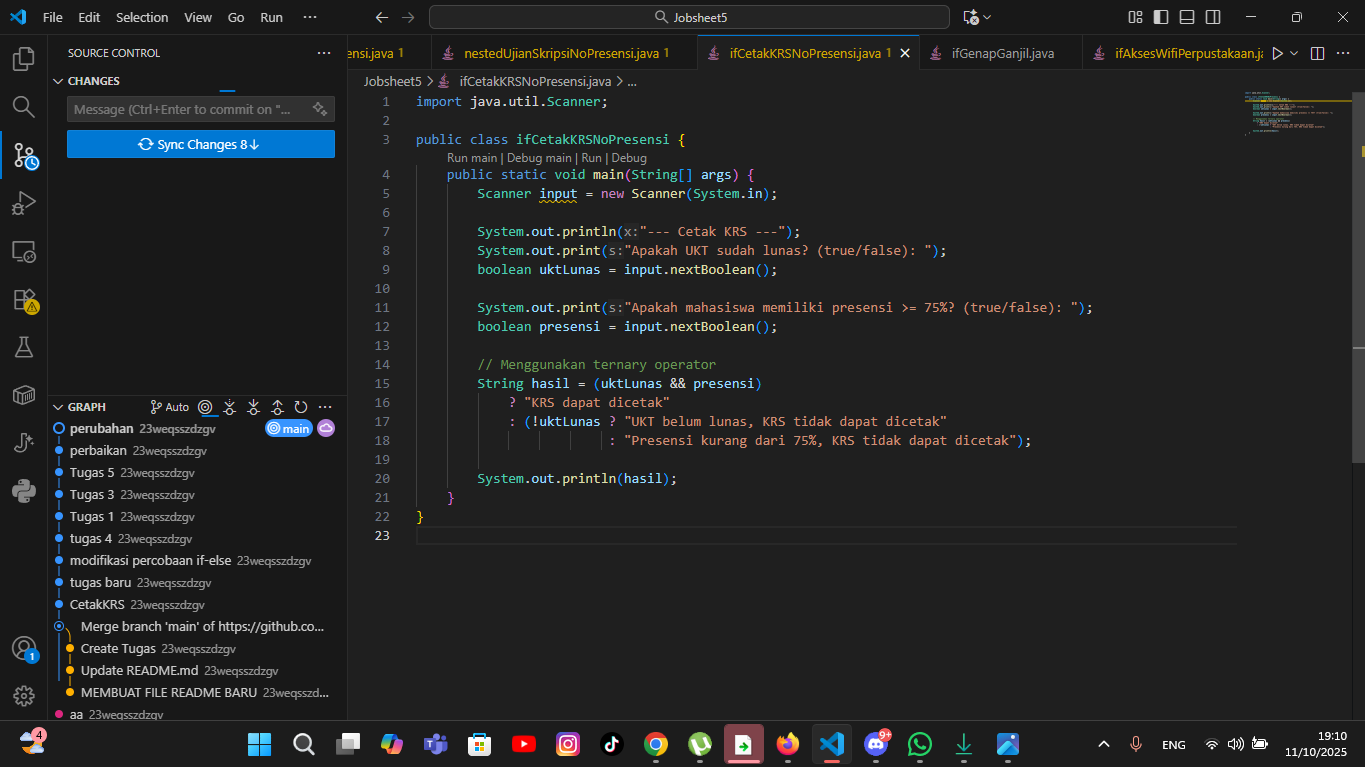 File Edit Selection View Go Run ···
Jobsheet5
SOURCE CONTROL
CHANGES
Message (Ctrl+Enter to commit on "...
Sync Changes 8↓
GRAPH
Auto
perubahan 23weqsszdzgv main
perbaikan 23weqsszdzgv
Tugas 5 23weqsszdzgv
Tugas 3 23weqsszdzgv
Tugas 1 23weqsszdzgv
tugas 4 23weqsszdzgv
modifikasi percobaan if-else 23weqsszdzgv
tugas baru 23weqsszdzgv
CetakKRS 23weqsszdzgv
Merge branch 'main' of https://github.co...
Create Tugas 23weqsszdzgv
Update README.md 23weqsszdzgv
MEMBUAT FILE README BARU 23weqsszd...
aa 23weqsszdzgv
1
ensi.java 1
nestedUjianSkripsiNoPresensi.java 1
ifCetakKRSNoPresensi.java 1
ifGenapGanjil.java
ifAksesWifiPerpustakaan.ja
Jobsheet5 > ifCetakKRSNoPresensi.java > ...
1 import java.util.Scanner;
2
3 public class ifCetakKRSNoPresensi {
Run main | Debug main | Run | Debug
4 public static void main(String[] args) {
5 Scanner input = new Scanner(System.in);
6
7 System.out.println(x:"--- Cetak KRS ---");
8 System.out.print(s:"Apakah UKT sudah lunas? (true/false): ");
9 boolean uktLunas = input.nextBoolean();
10
11 System.out.print(s:"Apakah mahasiswa memiliki presensi >= 75%? (true/false): ");
12 boolean presensi = input.nextBoolean();
13
14 // Menggunakan ternary operator
15 String hasil = (uktLunas && presensi)
16 ? "KRS dapat dicetak"
17 : (!uktLunas ? "UKT belum lunas, KRS tidak dapat dicetak"
18 : "Presensi kurang dari 75%, KRS tidak dapat dicetak");
19
20 System.out.println(hasil);
21 }
22 }
23
4
9+
ENG
19:10
11/10/2025